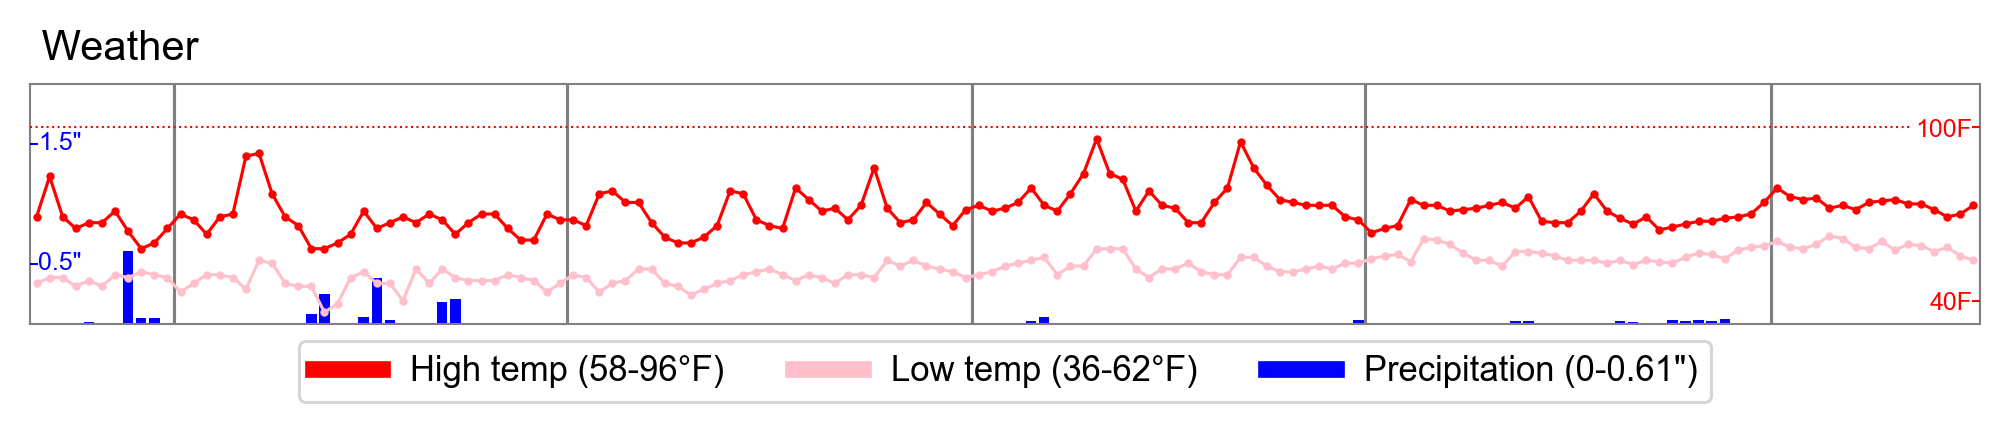 Weather
1.5"
100F
0.5"
40F
High temp (58-96°F) Low temp (36-62°F) Precipitation (0-0.61")